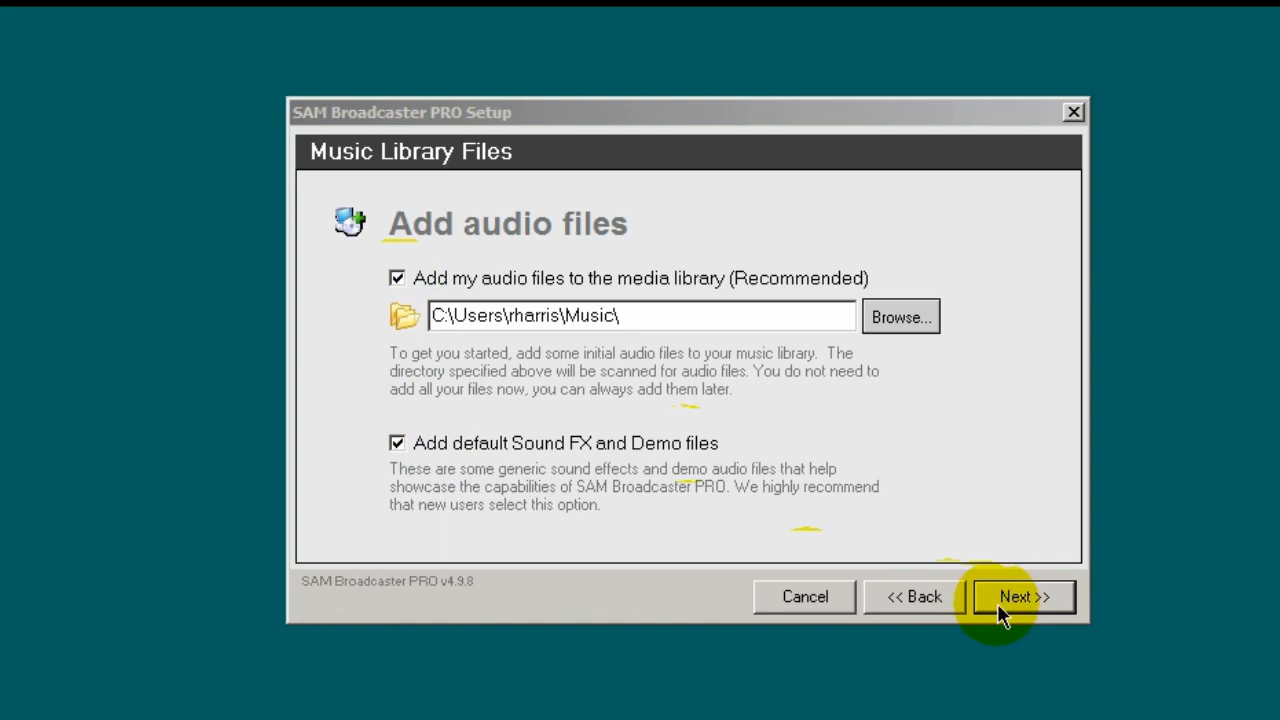 SAM Broadcaster PRO Setup
Music Library Files
Add audio files
Add my audio files to the media library (Recommended)
C:\Users\rharris\Music\
Browse...
To get you started, add some initial audio files to your music library. The
directory specified above will be scanned for audio files. You do not need to
add all your files now, you can always add them later.
Add default Sound FX and Demo files
These are some generic sound effects and demo audio files that help
showcase the capabilities of SAM Broadcaster PRO. We highly recommend
that new users select this option.
SAM Broadcaster PRO v4.9.8
Cancel
<< Back
Next >>